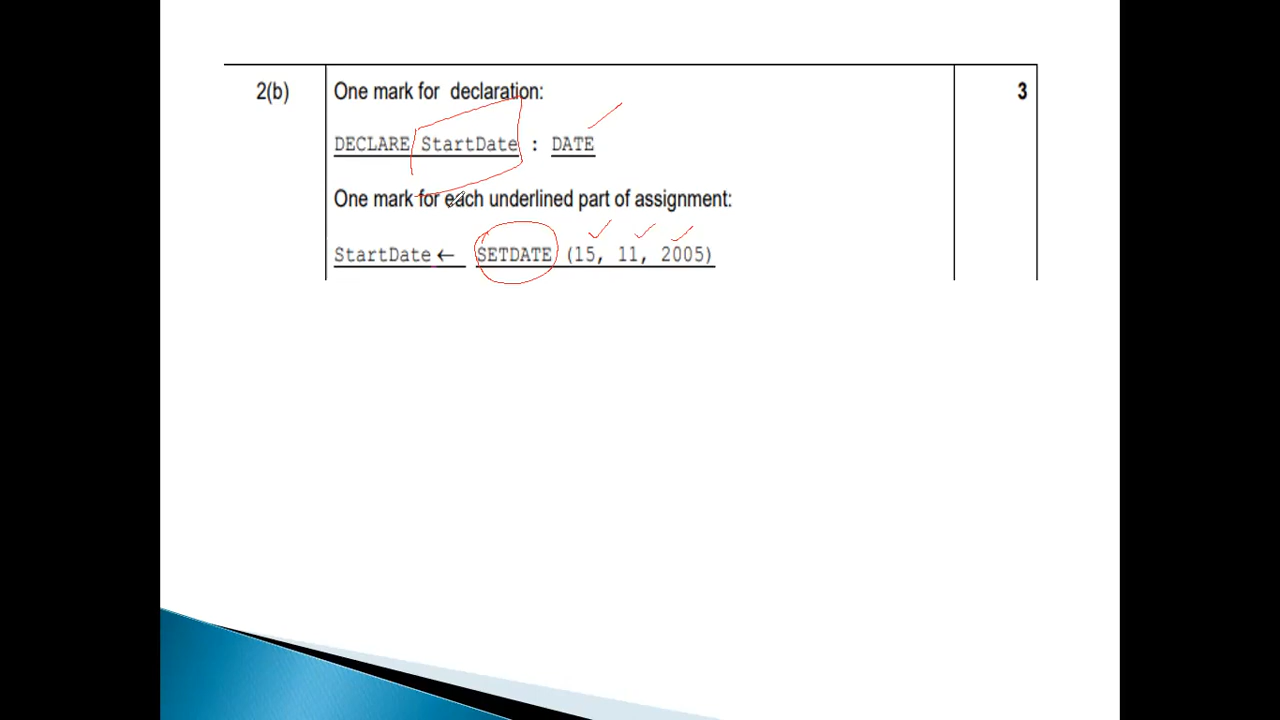 2(b) One mark for declaration: 3
DECLARE StartDate : DATE
One mark for each underlined part of assignment:
StartDate ← SETDATE (15, 11, 2005)